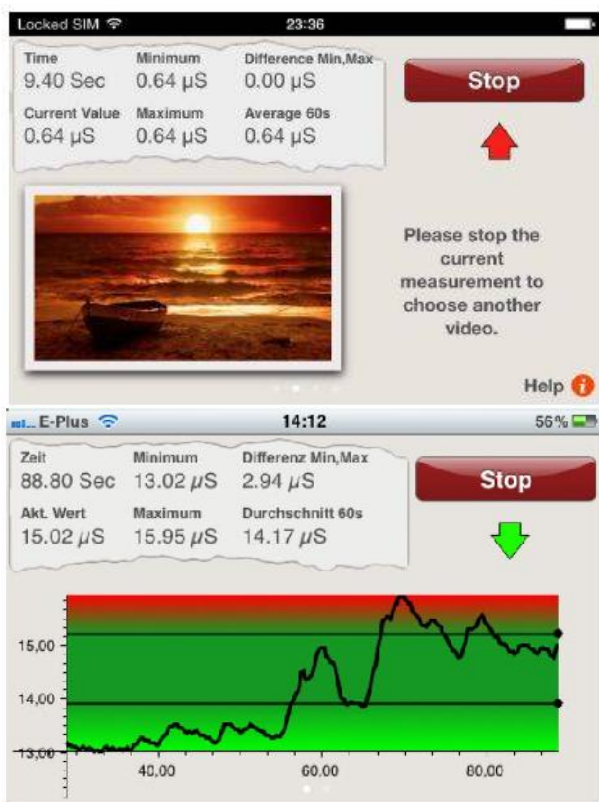 Locked SIM 23:36
Time Minimum Difference Min,Max
9.40 Sec 0.64 µS 0.00 µS
Current Value Maximum Average 60s
0.64 µS 0.64 µS 0.64 µS
Stop
Please stop the
current
measurement to
choose another
video.
Help i
E-Plus 14:12 56%
Zeit Minimum Differenz Min,Max
88.80 Sec 13.02 µS 2.94 µS
Akt. Wert Maximum Durchschnitt 60s
15.02 µS 15.95 µS 14.17 µS
Stop
15,00
14,00
13,00
40,00 60,00 80,00